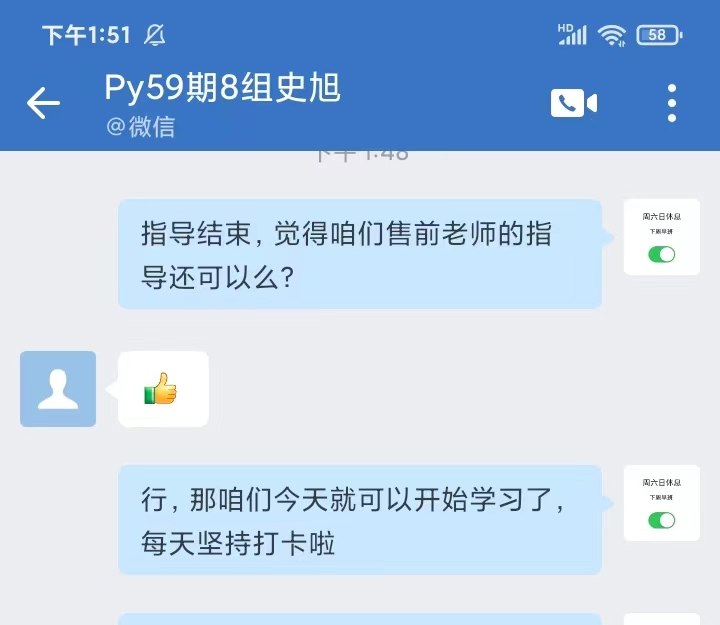 下午1:51
HD
58
Py59期8组史旭
@微信
下午 1:48
指导结束，觉得咱们售前老师的指
导还可以么？
周六日休息
下周早班
行，那咱们今天就可以开始学习了，
每天坚持打卡啦
周六日休息
下周早班